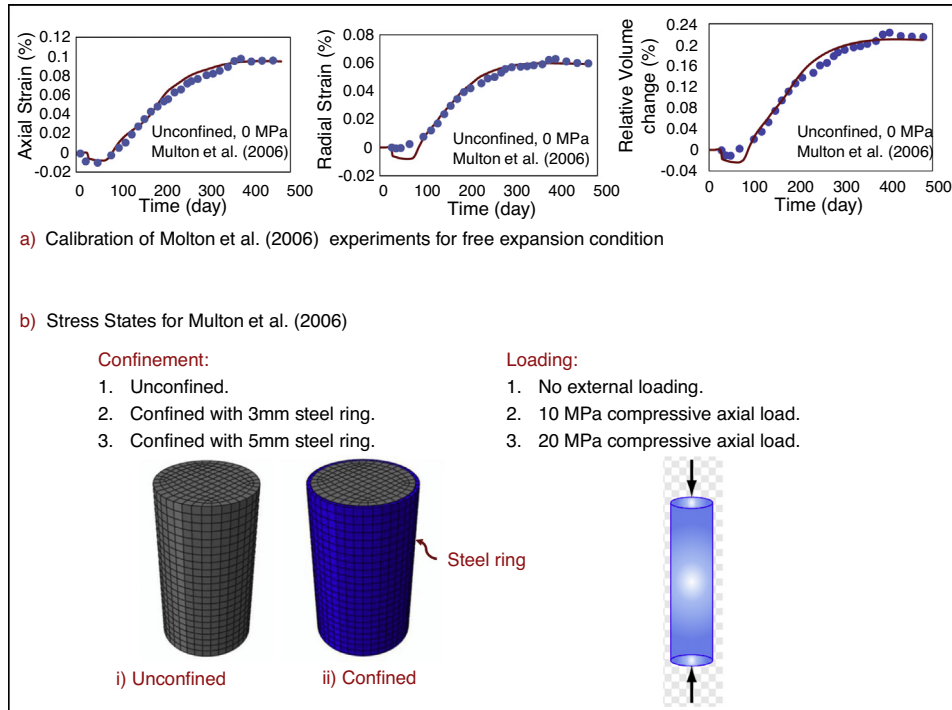 Axial Strain (%)
0.12
0.1
0.08
0.06
0.04
0.02
0
-0.02
Unconfined, 0 MPa
Multon et al. (2006)
0 100 200 300 400 500
Time (day)
Radial Strain (%)
0.08
0.06
0.04
0.02
0
-0.02
Unconfined, 0 MPa
Multon et al. (2006)
0 100 200 300 400 500
Time (day)
Relative Volume
change (%)
0.24
0.2
0.16
0.12
0.08
0.04
0
-0.04
Unconfined, 0 MPa
Multon et al. (2006)
0 100 200 300 400 500
Time (day)
a) Calibration of Molton et al. (2006) experiments for free expansion condition
b) Stress States for Multon et al. (2006)
Confinement:
1. Unconfined.
2. Confined with 3mm steel ring.
3. Confined with 5mm steel ring.
Loading:
1. No external loading.
2. 10 MPa compressive axial load.
3. 20 MPa compressive axial load.
Steel ring
i) Unconfined
ii) Confined